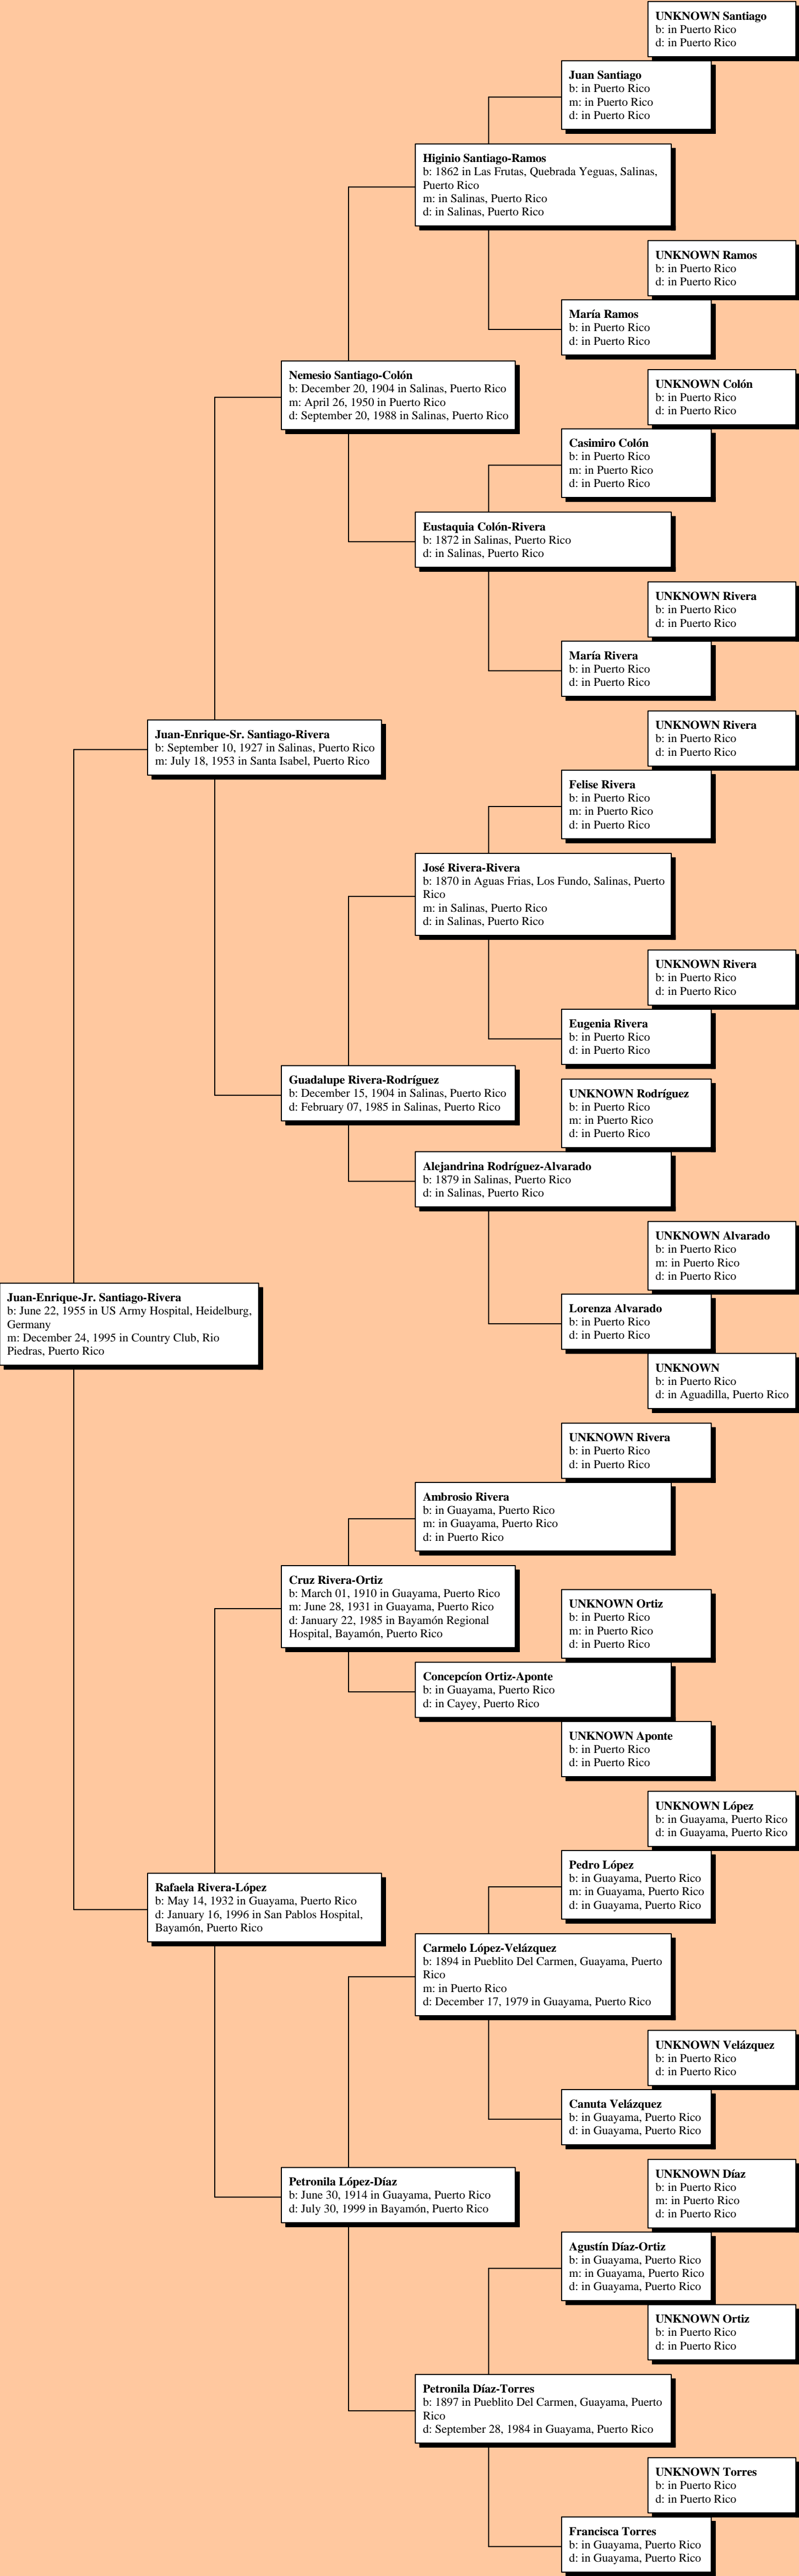 UNKNOWN Santiago
b: in Puerto Rico
d: in Puerto Rico
Juan Santiago
b: in Puerto Rico
m: in Puerto Rico
d: in Puerto Rico
Higinio Santiago-Ramos
b: 1862 in Las Frutas, Quebrada Yeguas, Salinas,
Puerto Rico
m: in Salinas, Puerto Rico
d: in Salinas, Puerto Rico
UNKNOWN Ramos
b: in Puerto Rico
d: in Puerto Rico
María Ramos
b: in Puerto Rico
d: in Puerto Rico
Nemesio Santiago-Colón
b: December 20, 1904 in Salinas, Puerto Rico
m: April 26, 1950 in Puerto Rico
d: September 20, 1988 in Salinas, Puerto Rico
UNKNOWN Colón
b: in Puerto Rico
d: in Puerto Rico
Casimiro Colón
b: in Puerto Rico
m: in Puerto Rico
d: in Puerto Rico
Eustaquia Colón-Rivera
b: 1872 in Salinas, Puerto Rico
d: in Salinas, Puerto Rico
UNKNOWN Rivera
b: in Puerto Rico
d: in Puerto Rico
María Rivera
b: in Puerto Rico
d: in Puerto Rico
Juan-Enrique-Sr. Santiago-Rivera
b: September 10, 1927 in Salinas, Puerto Rico
m: July 18, 1953 in Santa Isabel, Puerto Rico
UNKNOWN Rivera
b: in Puerto Rico
d: in Puerto Rico
Felise Rivera
b: in Puerto Rico
m: in Puerto Rico
d: in Puerto Rico
José Rivera-Rivera
b: 1870 in Aguas Frias, Los Fundo, Salinas, Puerto
Rico
m: in Salinas, Puerto Rico
d: in Salinas, Puerto Rico
UNKNOWN Rivera
b: in Puerto Rico
d: in Puerto Rico
Eugenia Rivera
b: in Puerto Rico
d: in Puerto Rico
Guadalupe Rivera-Rodríguez
b: December 15, 1904 in Salinas, Puerto Rico
d: February 07, 1985 in Salinas, Puerto Rico
UNKNOWN Rodríguez
b: in Puerto Rico
m: in Puerto Rico
d: in Puerto Rico
Alejandrina Rodríguez-Alvarado
b: 1879 in Salinas, Puerto Rico
d: in Salinas, Puerto Rico
UNKNOWN Alvarado
b: in Puerto Rico
m: in Puerto Rico
d: in Puerto Rico
Lorenza Alvarado
b: in Puerto Rico
d: in Puerto Rico
UNKNOWN
b: in Puerto Rico
d: in Aguadilla, Puerto Rico
Juan-Enrique-Jr. Santiago-Rivera
b: June 22, 1955 in US Army Hospital, Heidelburg,
Germany
m: December 24, 1995 in Country Club, Rio
Piedras, Puerto Rico
UNKNOWN Rivera
b: in Puerto Rico
d: in Puerto Rico
Ambrosio Rivera
b: in Guayama, Puerto Rico
m: in Guayama, Puerto Rico
d: in Puerto Rico
Cruz Rivera-Ortiz
b: March 01, 1910 in Guayama, Puerto Rico
m: June 28, 1931 in Guayama, Puerto Rico
d: January 22, 1985 in Bayamón Regional
Hospital, Bayamón, Puerto Rico
UNKNOWN Ortiz
b: in Puerto Rico
m: in Puerto Rico
d: in Puerto Rico
Concepcíon Ortiz-Aponte
b: in Guayama, Puerto Rico
d: in Cayey, Puerto Rico
UNKNOWN Aponte
b: in Puerto Rico
d: in Puerto Rico
UNKNOWN López
b: in Guayama, Puerto Rico
d: in Guayama, Puerto Rico
Pedro López
b: in Guayama, Puerto Rico
m: in Guayama, Puerto Rico
d: in Guayama, Puerto Rico
Rafaela Rivera-López
b: May 14, 1932 in Guayama, Puerto Rico
d: January 16, 1996 in San Pablos Hospital,
Bayamón, Puerto Rico
Carmelo López-Velázquez
b: 1894 in Pueblito Del Carmen, Guayama, Puerto
Rico
m: in Puerto Rico
d: December 17, 1979 in Guayama, Puerto Rico
UNKNOWN Velázquez
b: in Puerto Rico
d: in Puerto Rico
Canuta Velázquez
b: in Guayama, Puerto Rico
d: in Guayama, Puerto Rico
Petronila López-Díaz
b: June 30, 1914 in Guayama, Puerto Rico
d: July 30, 1999 in Bayamón, Puerto Rico
UNKNOWN Díaz
b: in Puerto Rico
m: in Puerto Rico
d: in Puerto Rico
Agustín Díaz-Ortiz
b: in Guayama, Puerto Rico
m: in Guayama, Puerto Rico
d: in Guayama, Puerto Rico
UNKNOWN Ortiz
b: in Puerto Rico
d: in Puerto Rico
Petronila Díaz-Torres
b: 1897 in Pueblito Del Carmen, Guayama, Puerto
Rico
d: September 28, 1984 in Guayama, Puerto Rico
UNKNOWN Torres
b: in Puerto Rico
d: in Puerto Rico
Francisca Torres
b: in Guayama, Puerto Rico
d: in Guayama, Puerto Rico